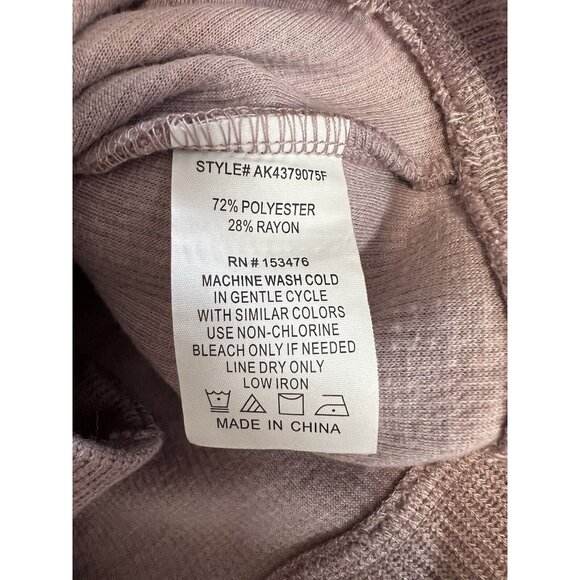 STYLE# AK4379075F
72% POLYESTER
28% RAYON
RN # 153476
MACHINE WASH COLD
IN GENTLE CYCLE
WITH SIMILAR COLORS
USE NON-CHLORINE
BLEACH ONLY IF NEEDED
LINE DRY ONLY
LOW IRON
MADE IN CHINA